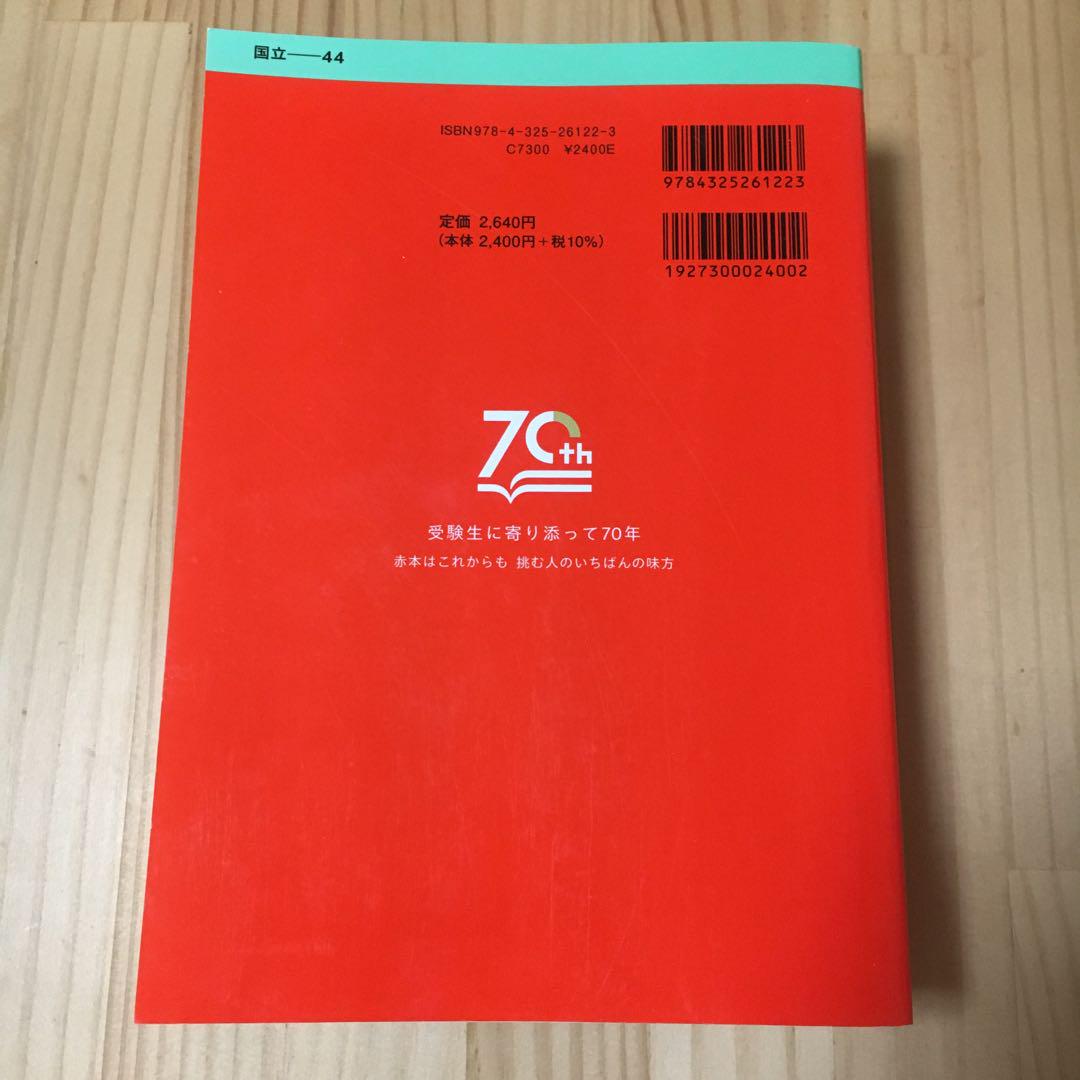 国立――44
ISBN978-4-325-26122-3
C7300 ¥2400E
9784325261223
定価 2,640円
(本体 2,400円+税10%)
1927300024002
70th
受験生に寄り添って70年
赤本はこれからも 挑む人のいちばんの味方